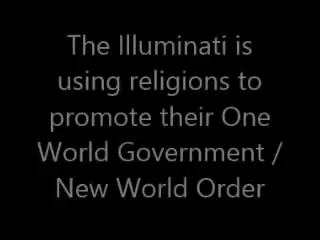 The Illuminati is
using religions to
promote their One
World Government /
New World Order